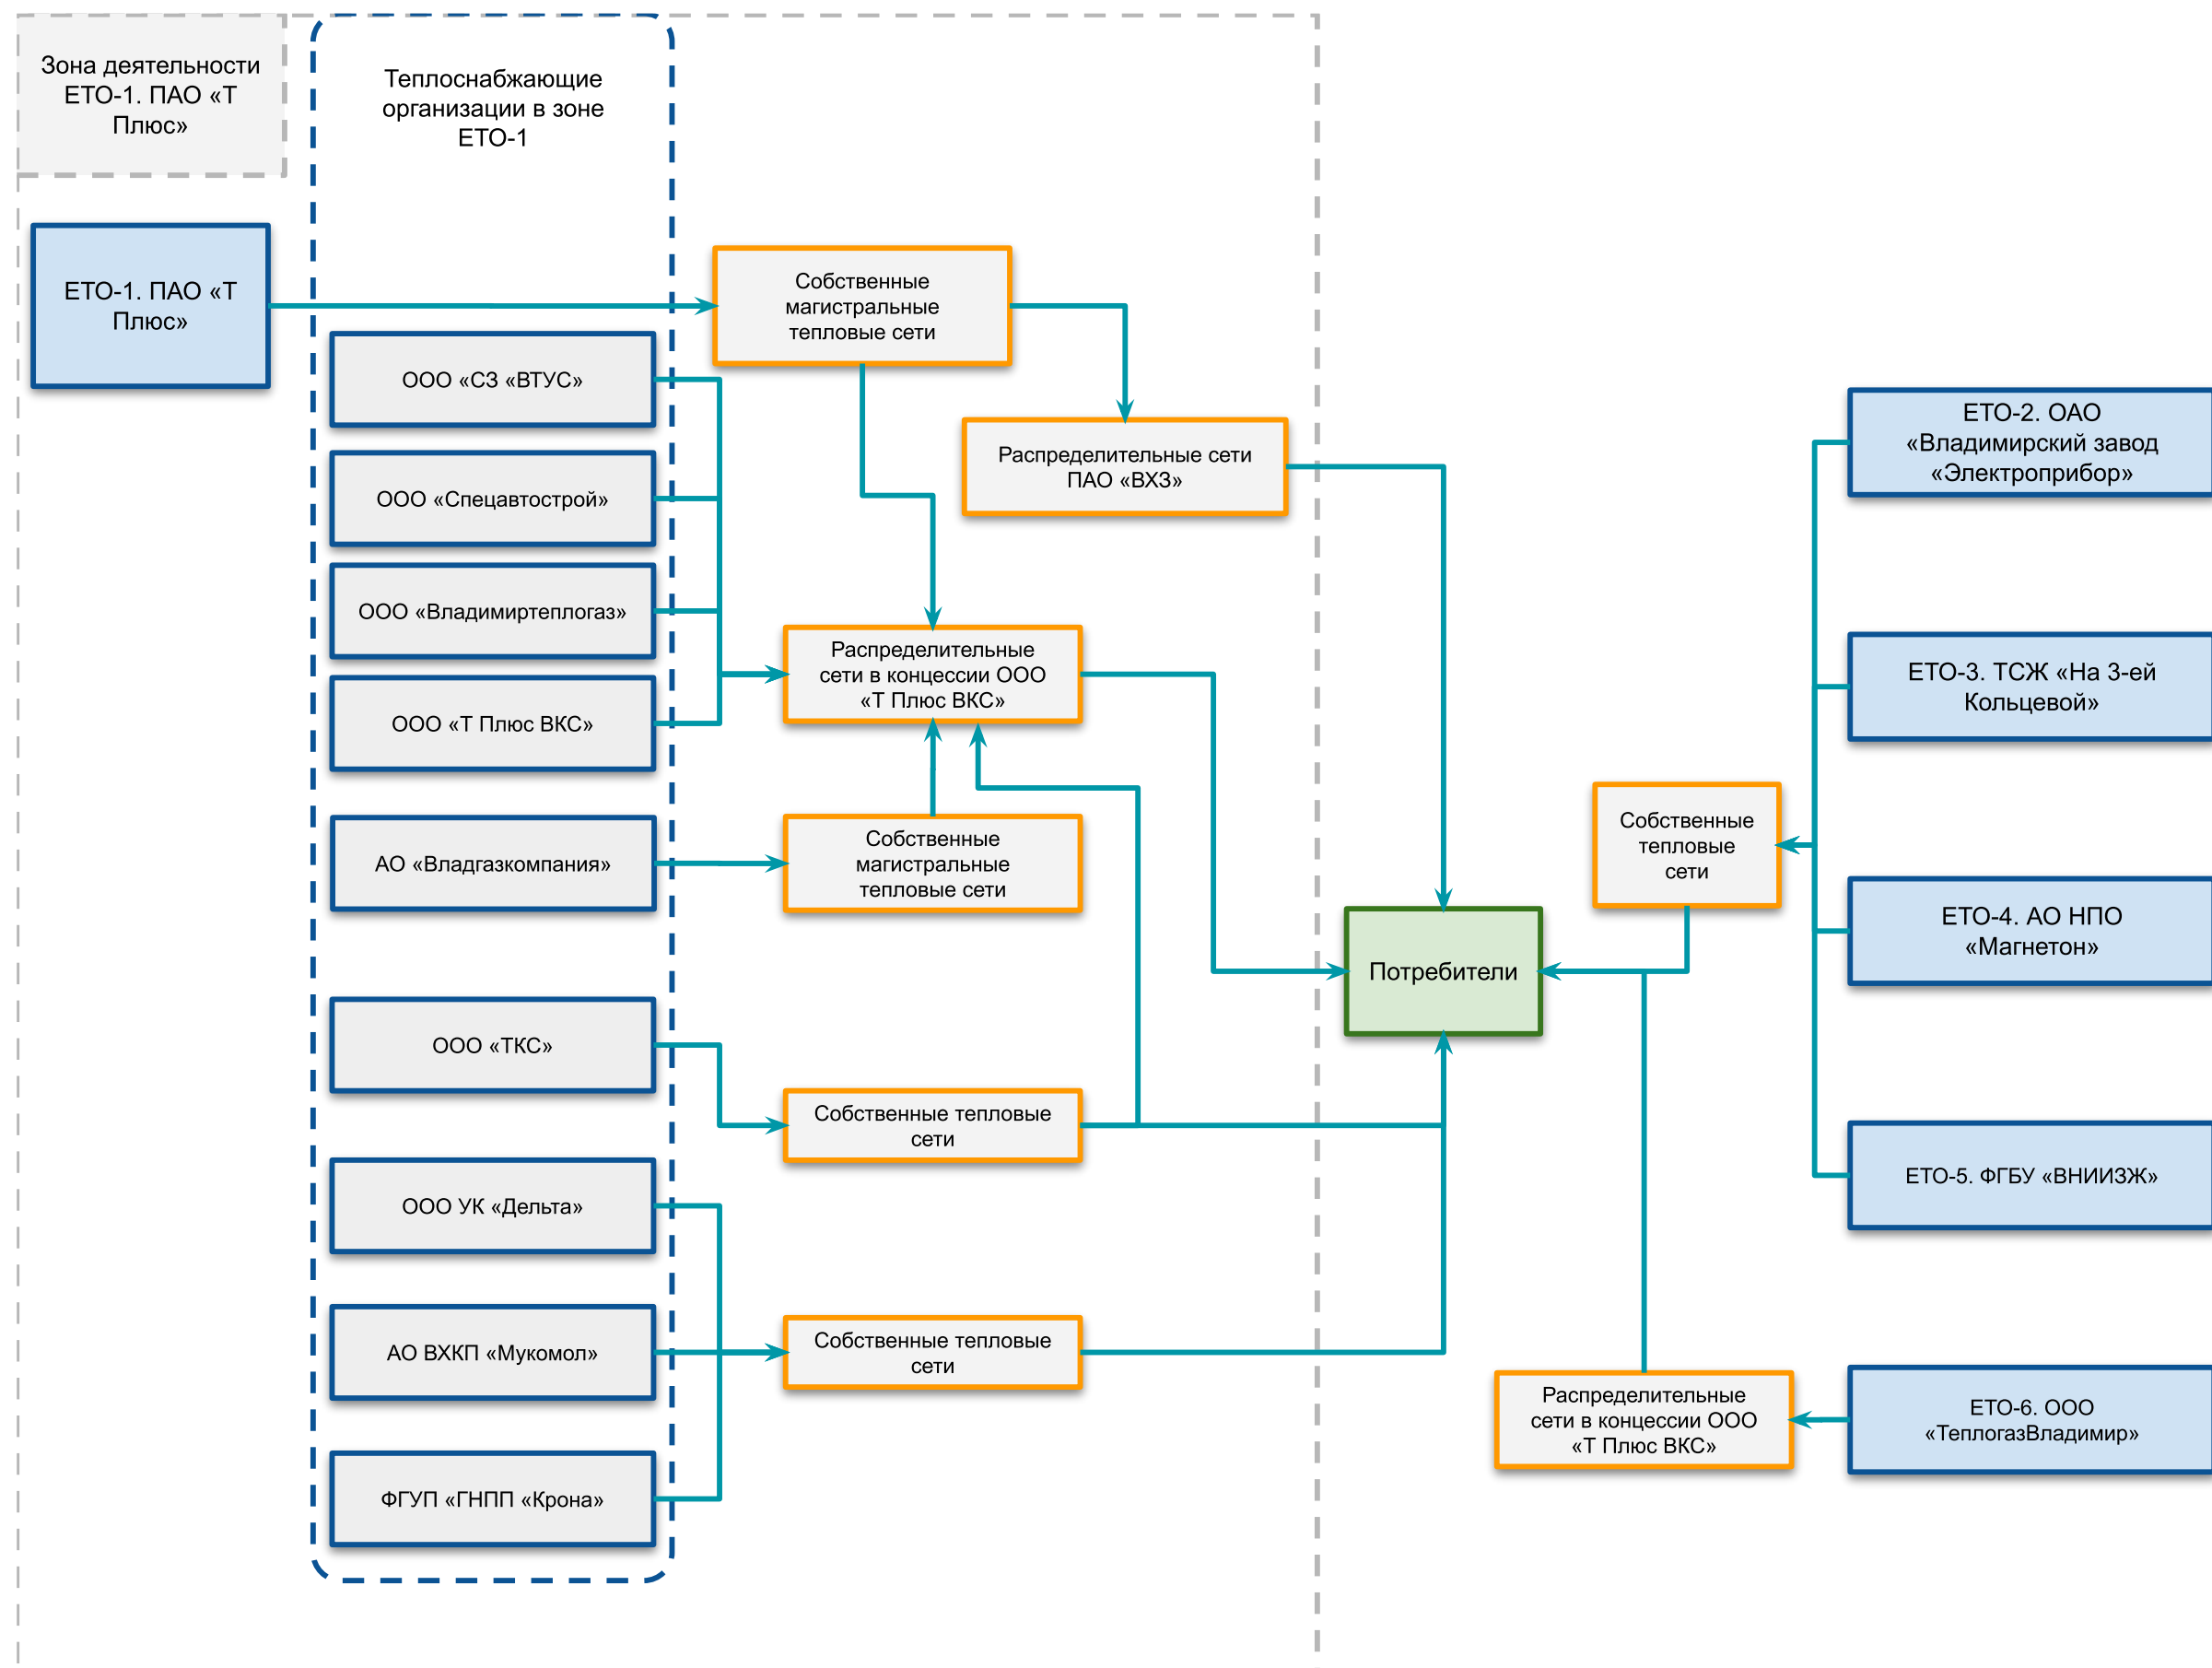 Зона деятельности
ЕТО-1. ПАО «Т
Плюс»
Теплоснабжающие
организации в зоне
ЕТО-1
ЕТО-1. ПАО «Т
Плюс»
Собственные
магистральные
тепловые сети
ООО «СЗ «ВТУС»
Распределительные сети
ПАО «ВХЗ»
ООО «Спецавтострой»
ООО «Владимиртеплогаз»
Распределительные
сети в концессии ООО
«Т Плюс ВКС»
ООО «Т Плюс ВКС»
АО «Владгазкомпания»
Собственные
магистральные
тепловые сети
ООО «ТКС»
Собственные тепловые
сети
ООО УК «Дельта»
АО ВХКП «Мукомол»
Собственные тепловые
сети
ФГУП «ГНПП «Крона»
Потребители
Собственные
тепловые
сети
Распределительные
сети в концессии ООО
«Т Плюс ВКС»
ЕТО-2. ОАО
«Владимирский завод
«Электроприбор»
ЕТО-3. ТСЖ «На 3-ей
Кольцевой»
ЕТО-4. АО НПО
«Магнетон»
ЕТО-5. ФГБУ «ВНИИЗЖ»
ЕТО-6. ООО
«ТеплогазВладимир»